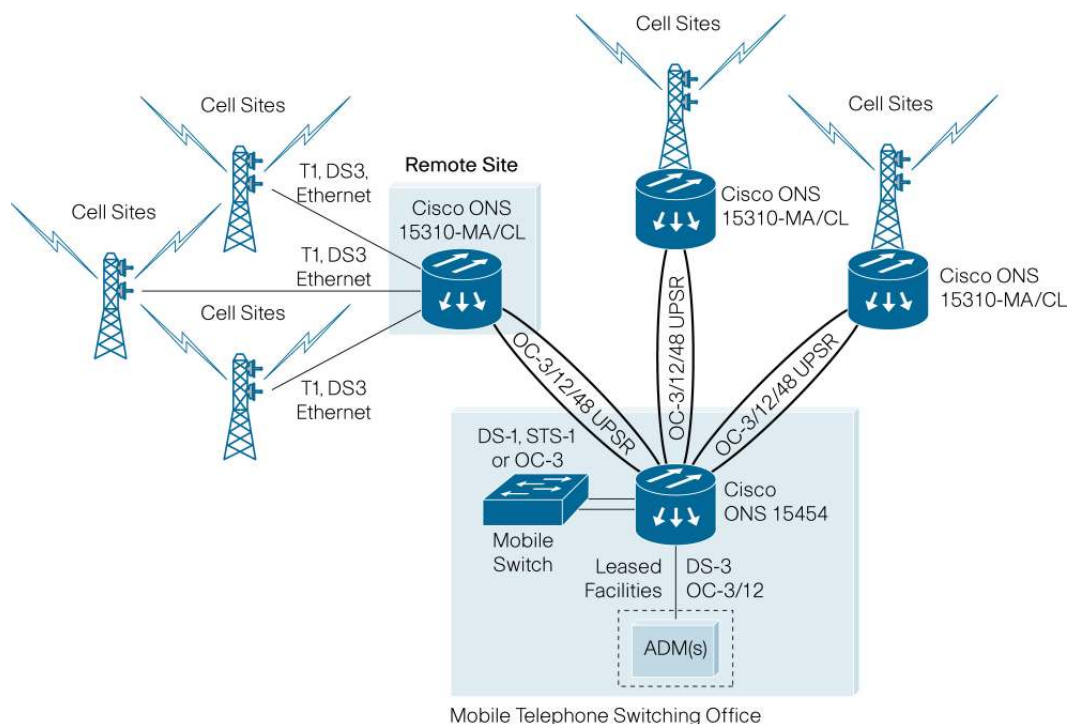 Cell Sites
Cell Sites
Cell Sites
T1, DS3,
Ethernet
Remote Site
Cisco ONS
15310-MA/CL
Cisco ONS
15310-MA/CL
Cell Sites
T1, DS3
Ethernet
Cisco ONS
15310-MA/CL
Cell Sites
T1, DS3
Ethernet
OC-3/12/48 UPSR
OC-3/12/48 UPSR
OC-3/12/48 UPSR
DS-1, STS-1
or OC-3
Mobile
Switch
Cisco
ONS 15454
Leased
Facilities
DS-3
OC-3/12
ADM(s)
Mobile Telephone Switching Office